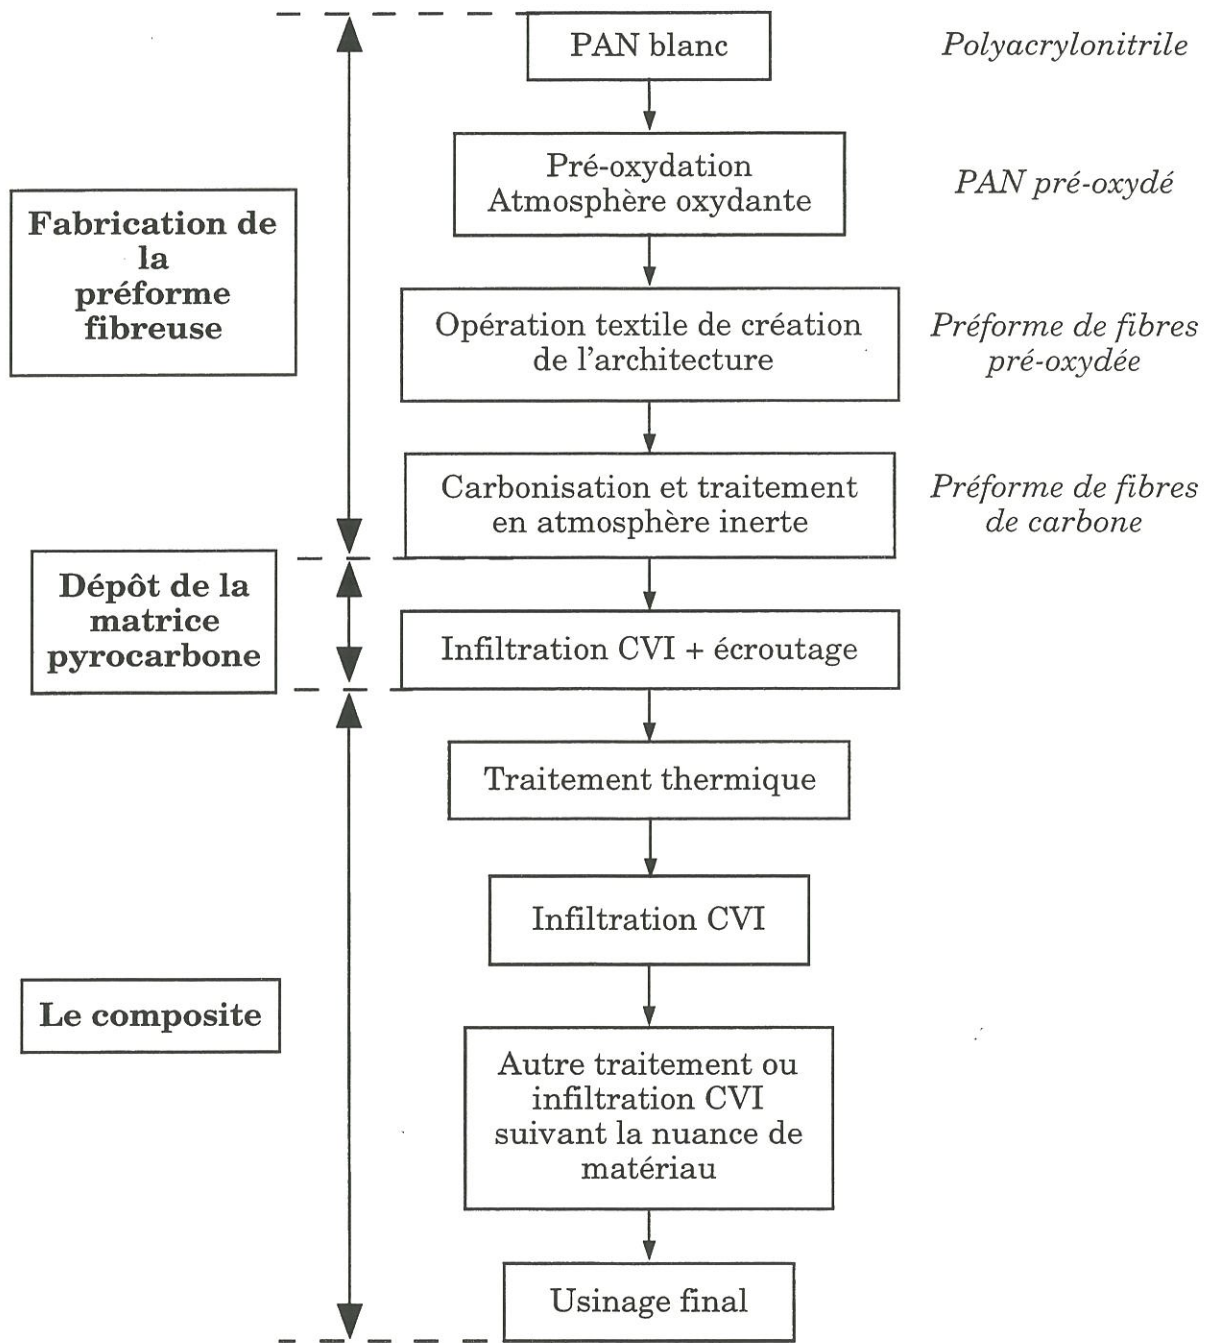 PAN blanc
Polyacrylonitrile
Pré-oxydation
Atmosphère oxydante
PAN pré-oxydé
Fabrication de
la
préforme
fibreuse
Opération textile de création
de l'architecture
Préforme de fibres
pré-oxydée
Carbonisation et traitement
en atmosphère inerte
Préforme de fibres
de carbone
Dépôt de la
matrice
pyrocarbone
Infiltration CVI + écroutage
Traitement thermique
Infiltration CVI
Le composite
Autre traitement ou
infiltration CVI
suivant la nuance de
matériau
Usinage final